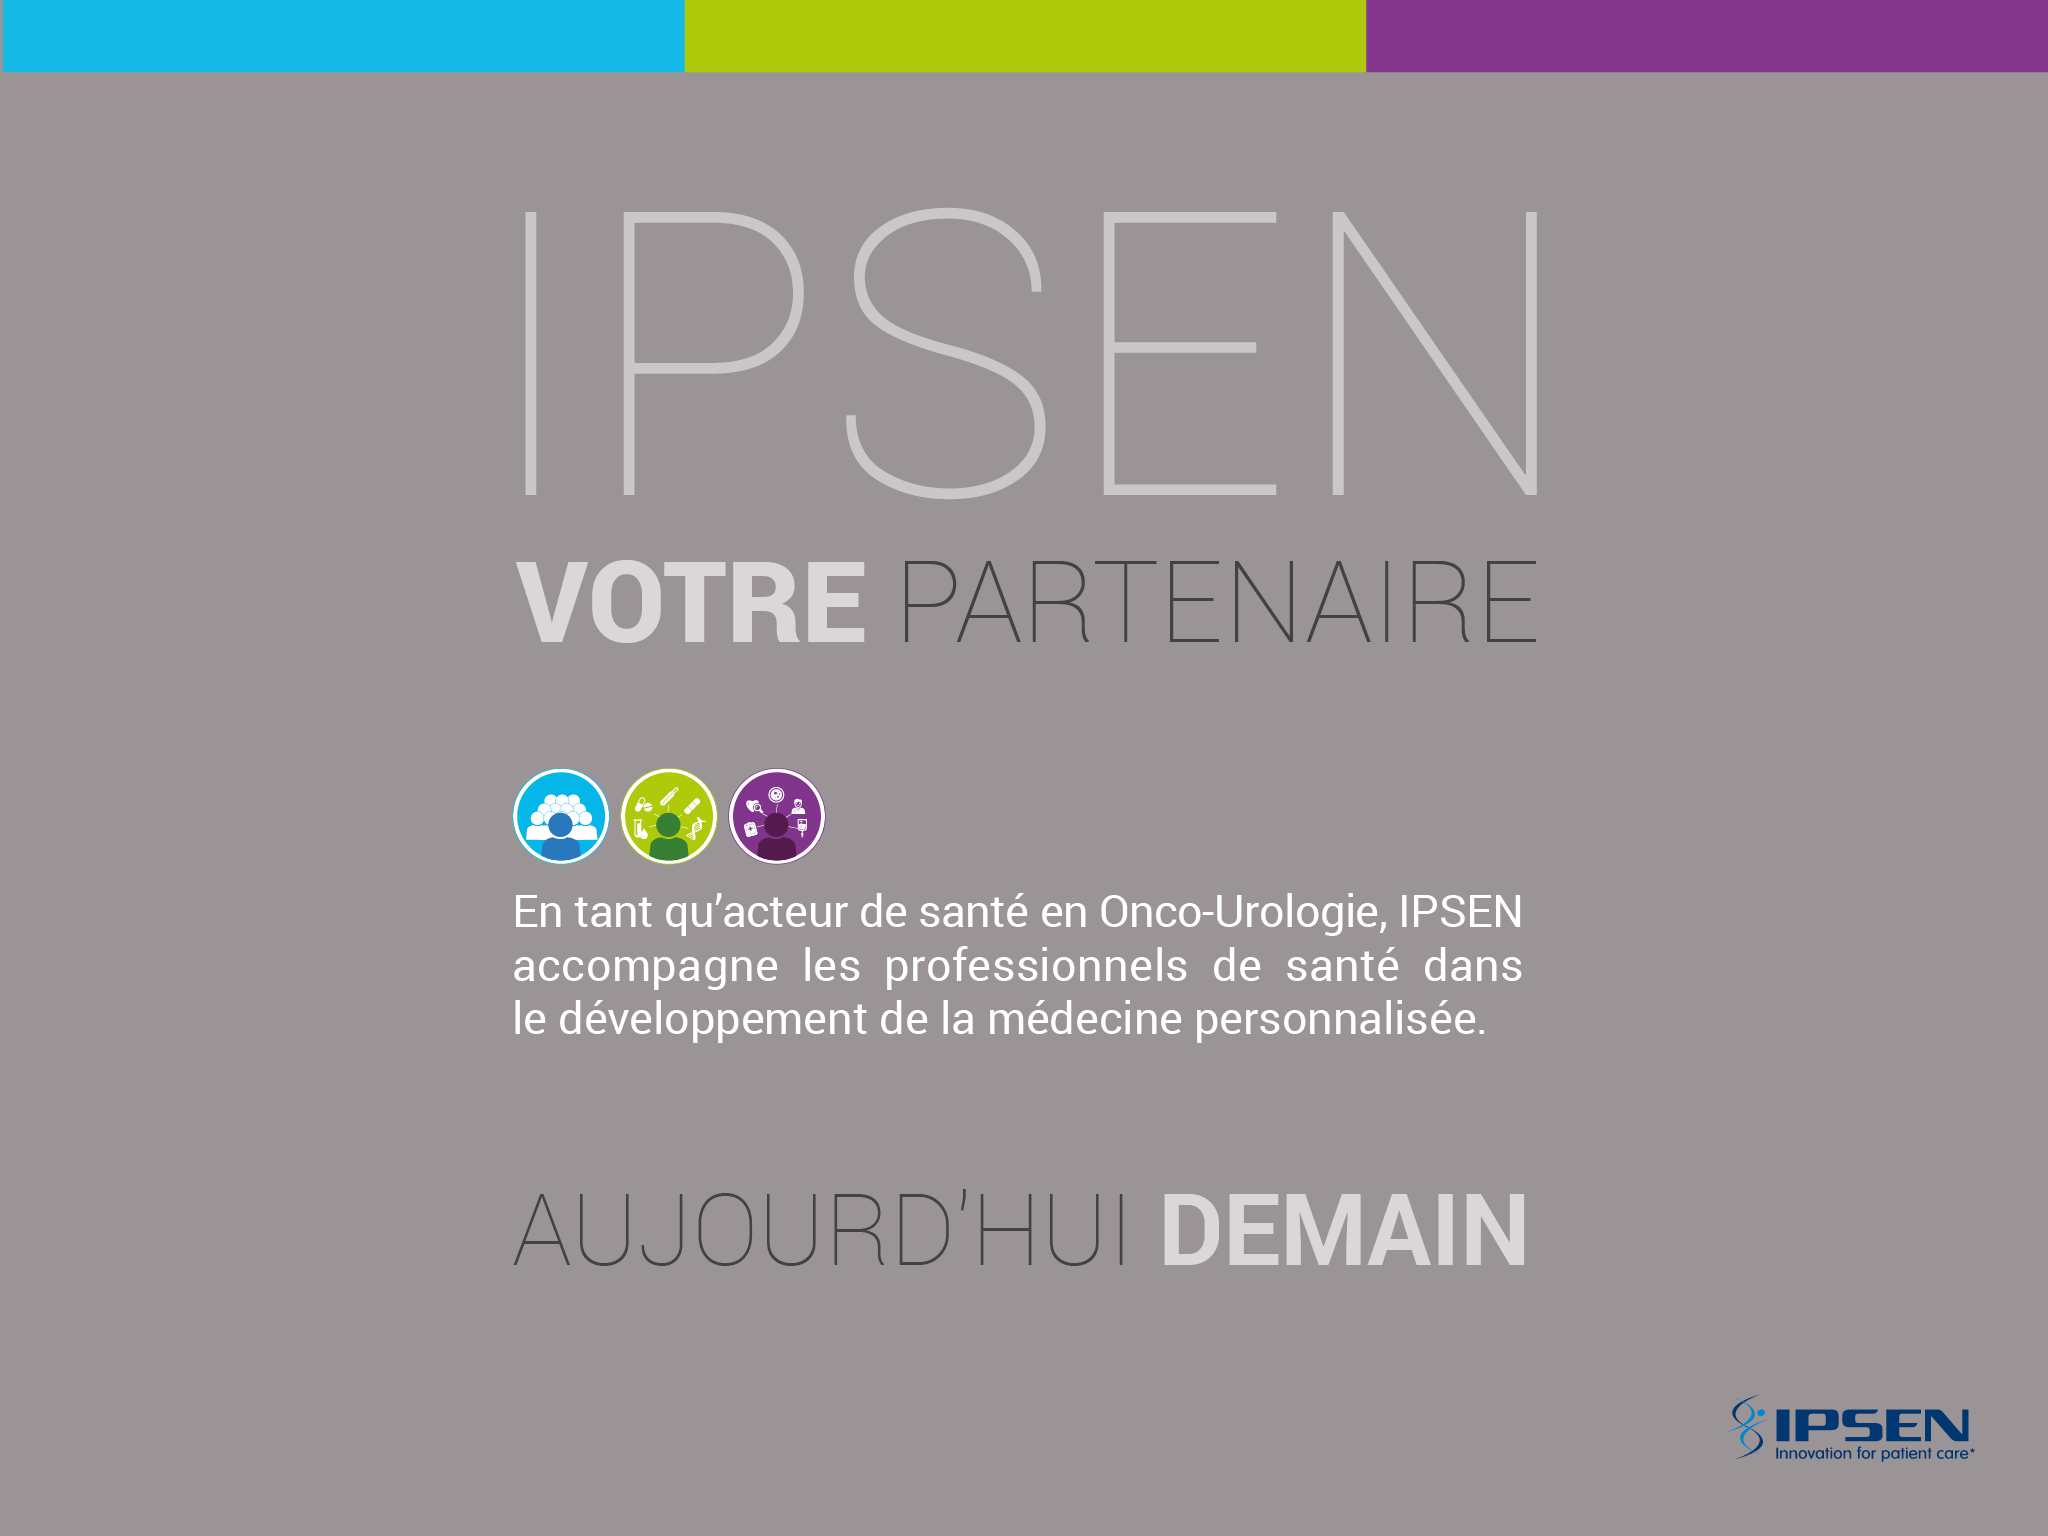 IPSEN
VOTRE PARTENAIRE
En tant qu’acteur de santé en Onco-Urologie, IPSEN
accompagne les professionnels de santé dans
le développement de la médecine personnalisée.
AUJOURD’HUI DEMAIN
IPSEN
Innovation for patient care*